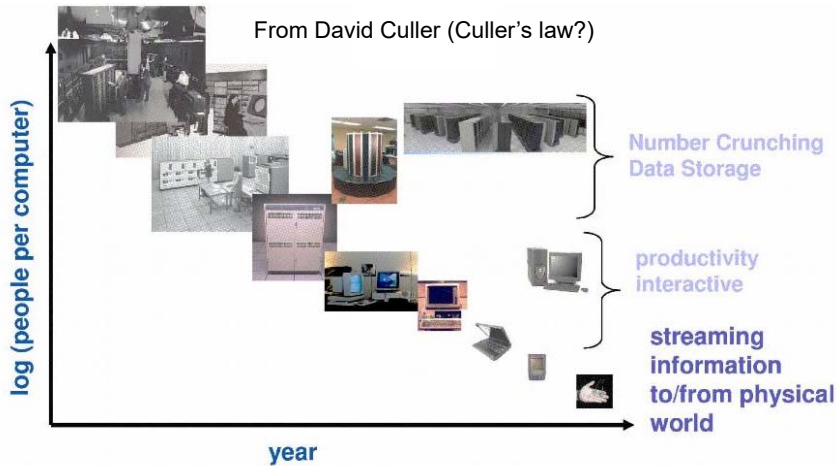 From David Culler (Culler’s law?)
log (people per computer)
Number Crunching
Data Storage
productivity
interactive
streaming
information
to/from physical
world
year